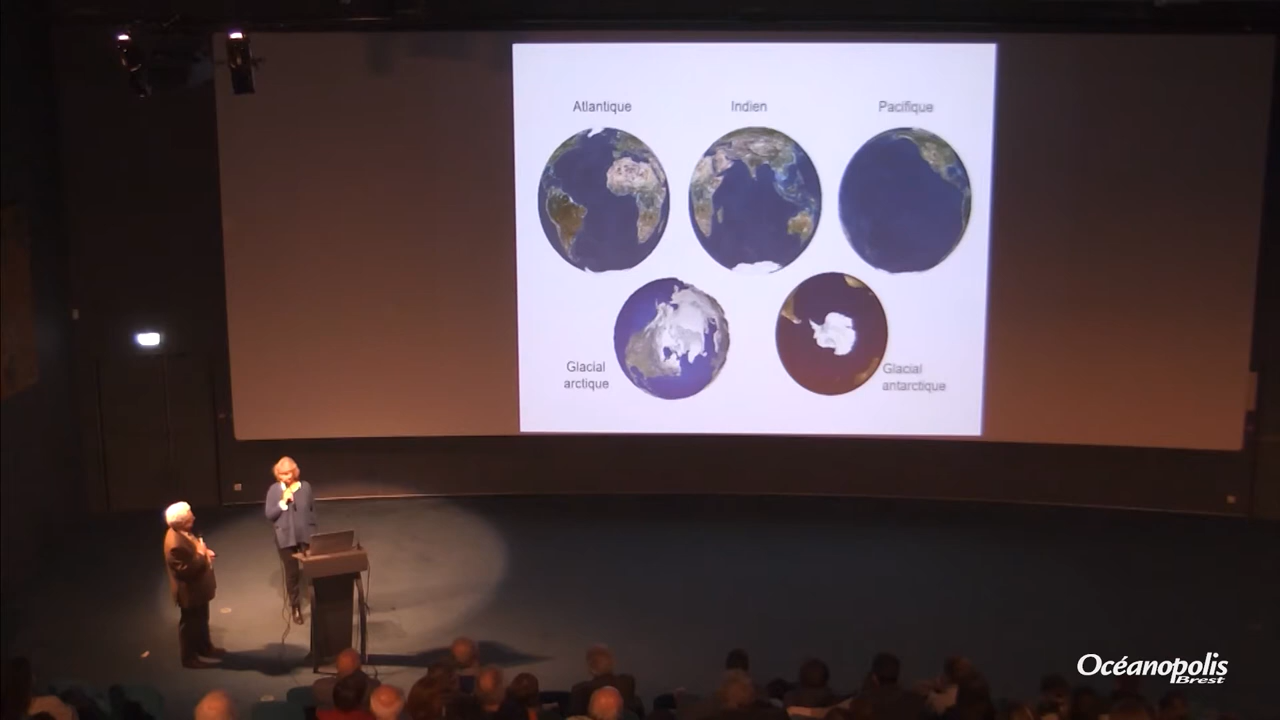 Atlantique
Indien
Pacifique
Glacial
arctique
Glacial
antarctique
Océanopolis
Brest